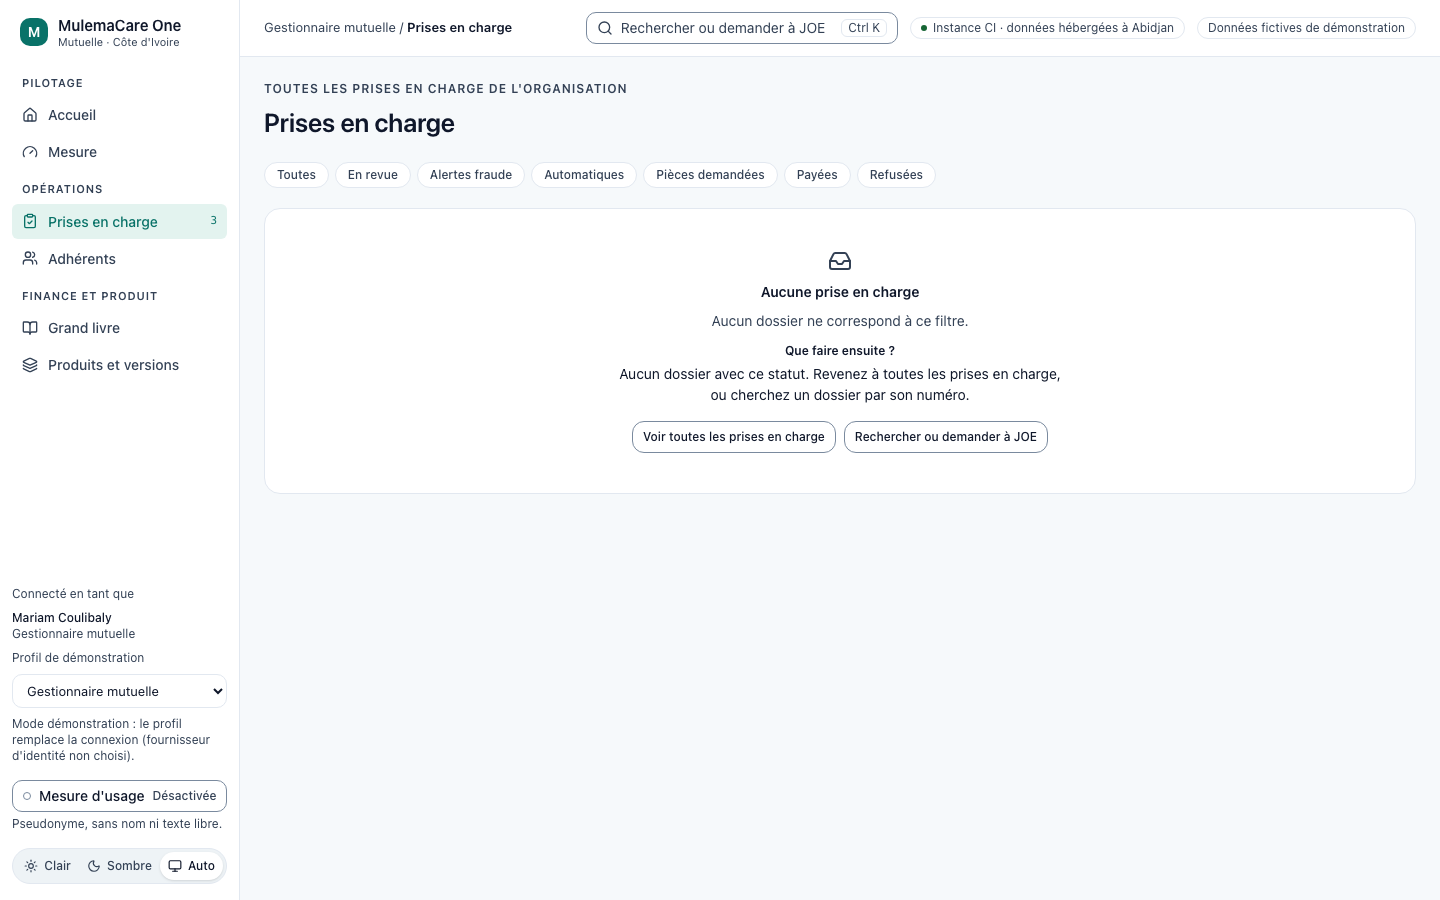 M
MulemaCare One
Mutuelle · Côte d'Ivoire
PILOTAGE
Accueil
Mesure
OPÉRATIONS
Prises en charge 3
Adhérents
FINANCE ET PRODUIT
Grand livre
Produits et versions
Connecté en tant que
Mariam Coulibaly
Gestionnaire mutuelle
Profil de démonstration
Gestionnaire mutuelle
Mode démonstration : le profil
remplace la connexion (fournisseur
d'identité non choisi).
Mesure d'usage Désactivée
Pseudonyme, sans nom ni texte libre.
Clair Sombre Auto
Gestionnaire mutuelle / Prises en charge
Rechercher ou demander à JOE Ctrl K
Instance CI · données hébergées à Abidjan
Données fictives de démonstration
TOUTES LES PRISES EN CHARGE DE L'ORGANISATION
Prises en charge
Toutes En revue Alertes fraude Automatiques Pièces demandées Payées Refusées
Aucune prise en charge
Aucun dossier ne correspond à ce filtre.
Que faire ensuite ?
Aucun dossier avec ce statut. Revenez à toutes les prises en charge,
ou cherchez un dossier par son numéro.
Voir toutes les prises en charge Rechercher ou demander à JOE